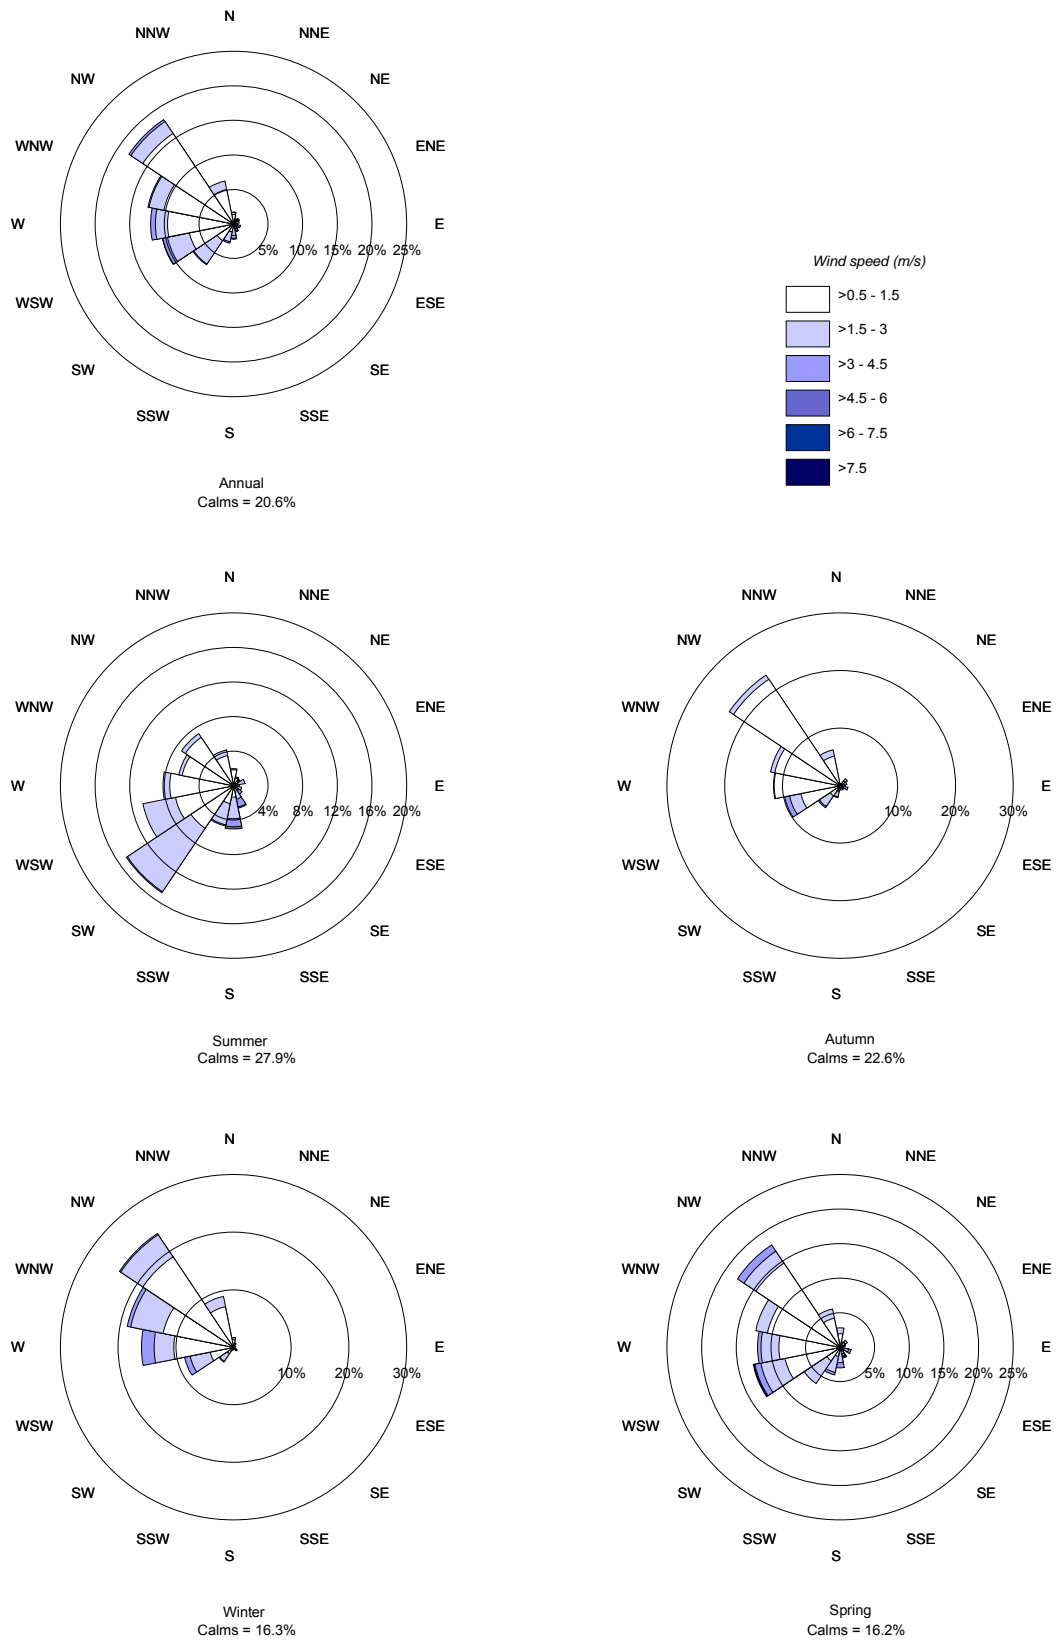 N
NNW NNE
NW NE
WNW ENE
W E
5% 10% 15% 20% 25%
WSW ESE
SW SE
SSW SSE
S
Annual
Calms = 20.6%
Wind speed (m/s)
>0.5 - 1.5
>1.5 - 3
>3 - 4.5
>4.5 - 6
>6 - 7.5
>7.5
N
NNW NNE
NW NE
WNW ENE
W E
4% 8% 12% 16% 20%
WSW ESE
SW SE
SSW SSE
S
Summer
Calms = 27.9%
N
NNW NNE
NW NE
WNW ENE
W E
10% 20% 30%
WSW ESE
SW SE
SSW SSE
S
Autumn
Calms = 22.6%
N
NNW NNE
NW NE
WNW ENE
W E
10% 20% 30%
WSW ESE
SW SE
SSW SSE
S
Winter
Calms = 16.3%
N
NNW NNE
NW NE
WNW ENE
W E
5% 10% 15% 20% 25%
WSW ESE
SW SE
SSW SSE
S
Spring
Calms = 16.2%